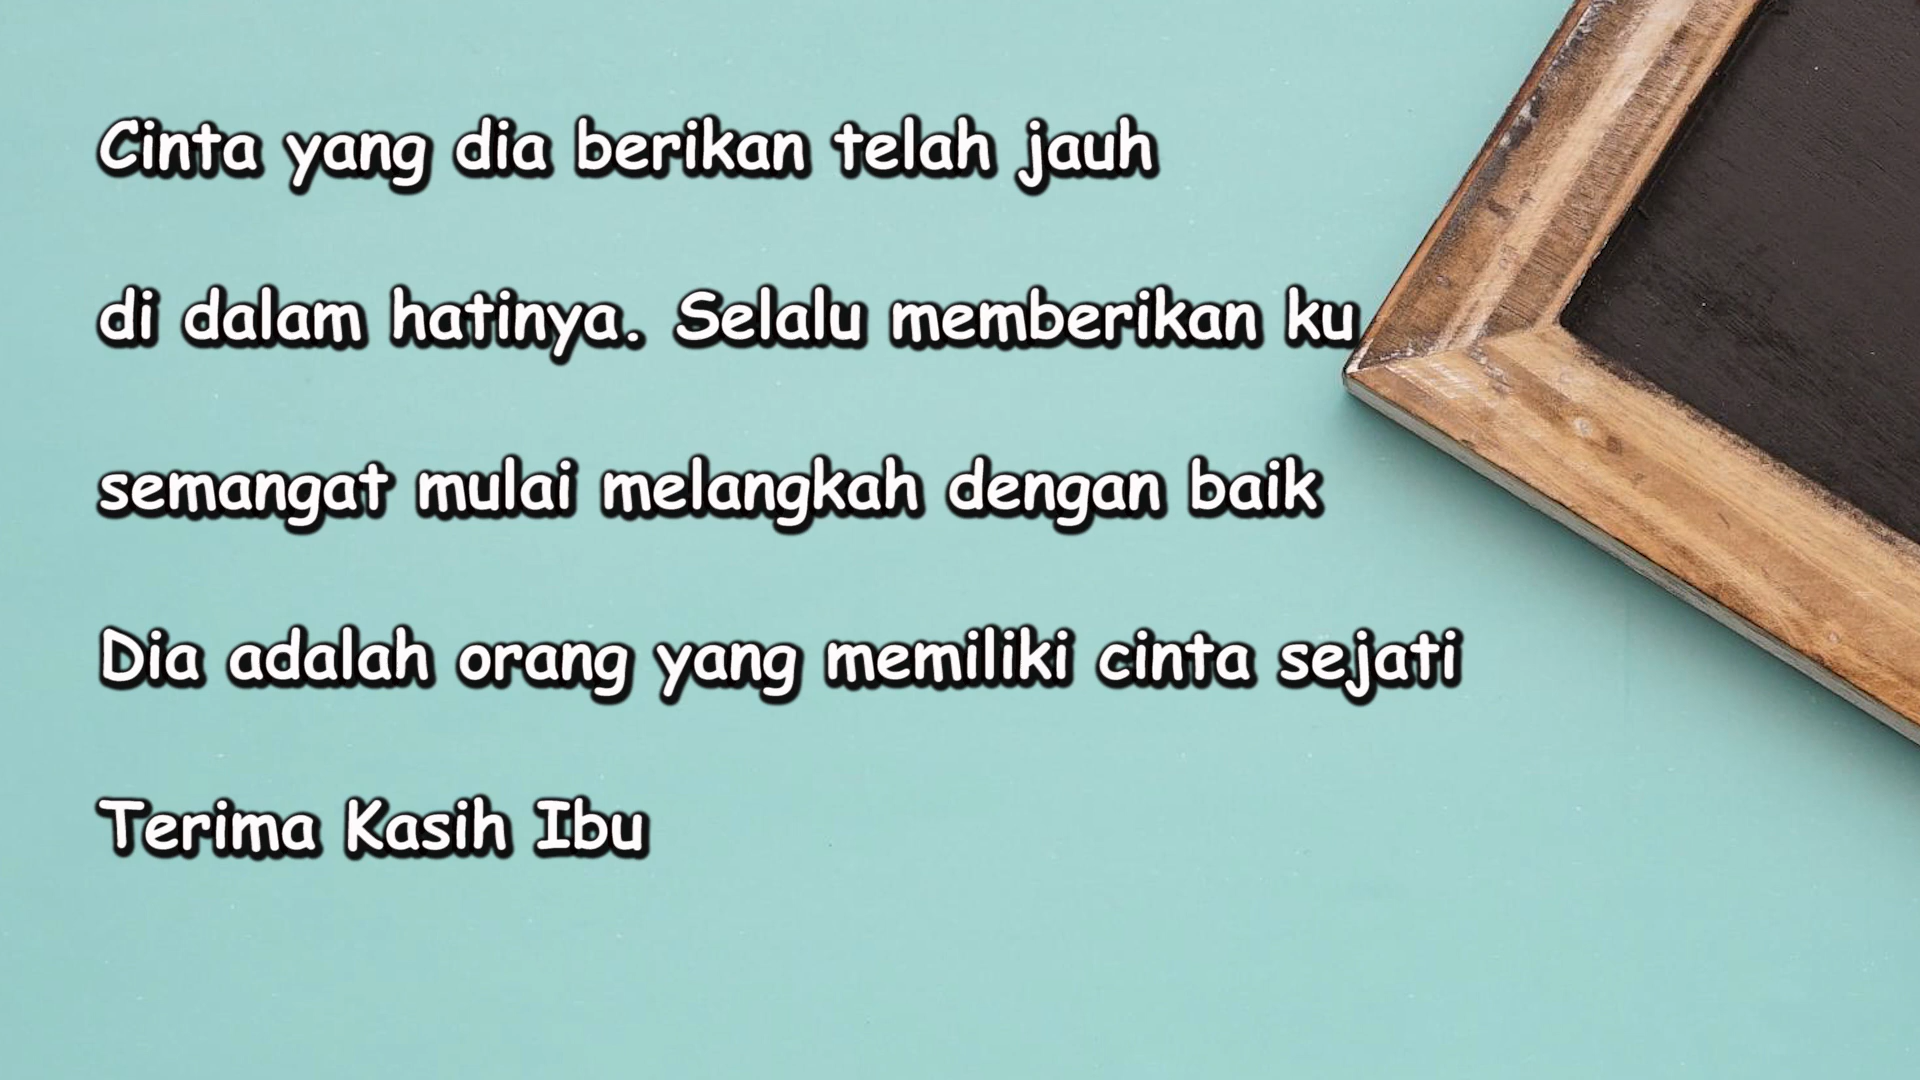 Cinta yang dia berikan telah jauh
di dalam hatinya. Selalu memberikan ku
semangat mulai melangkah dengan baik
Dia adalah orang yang memiliki cinta sejati
Terima Kasih Ibu